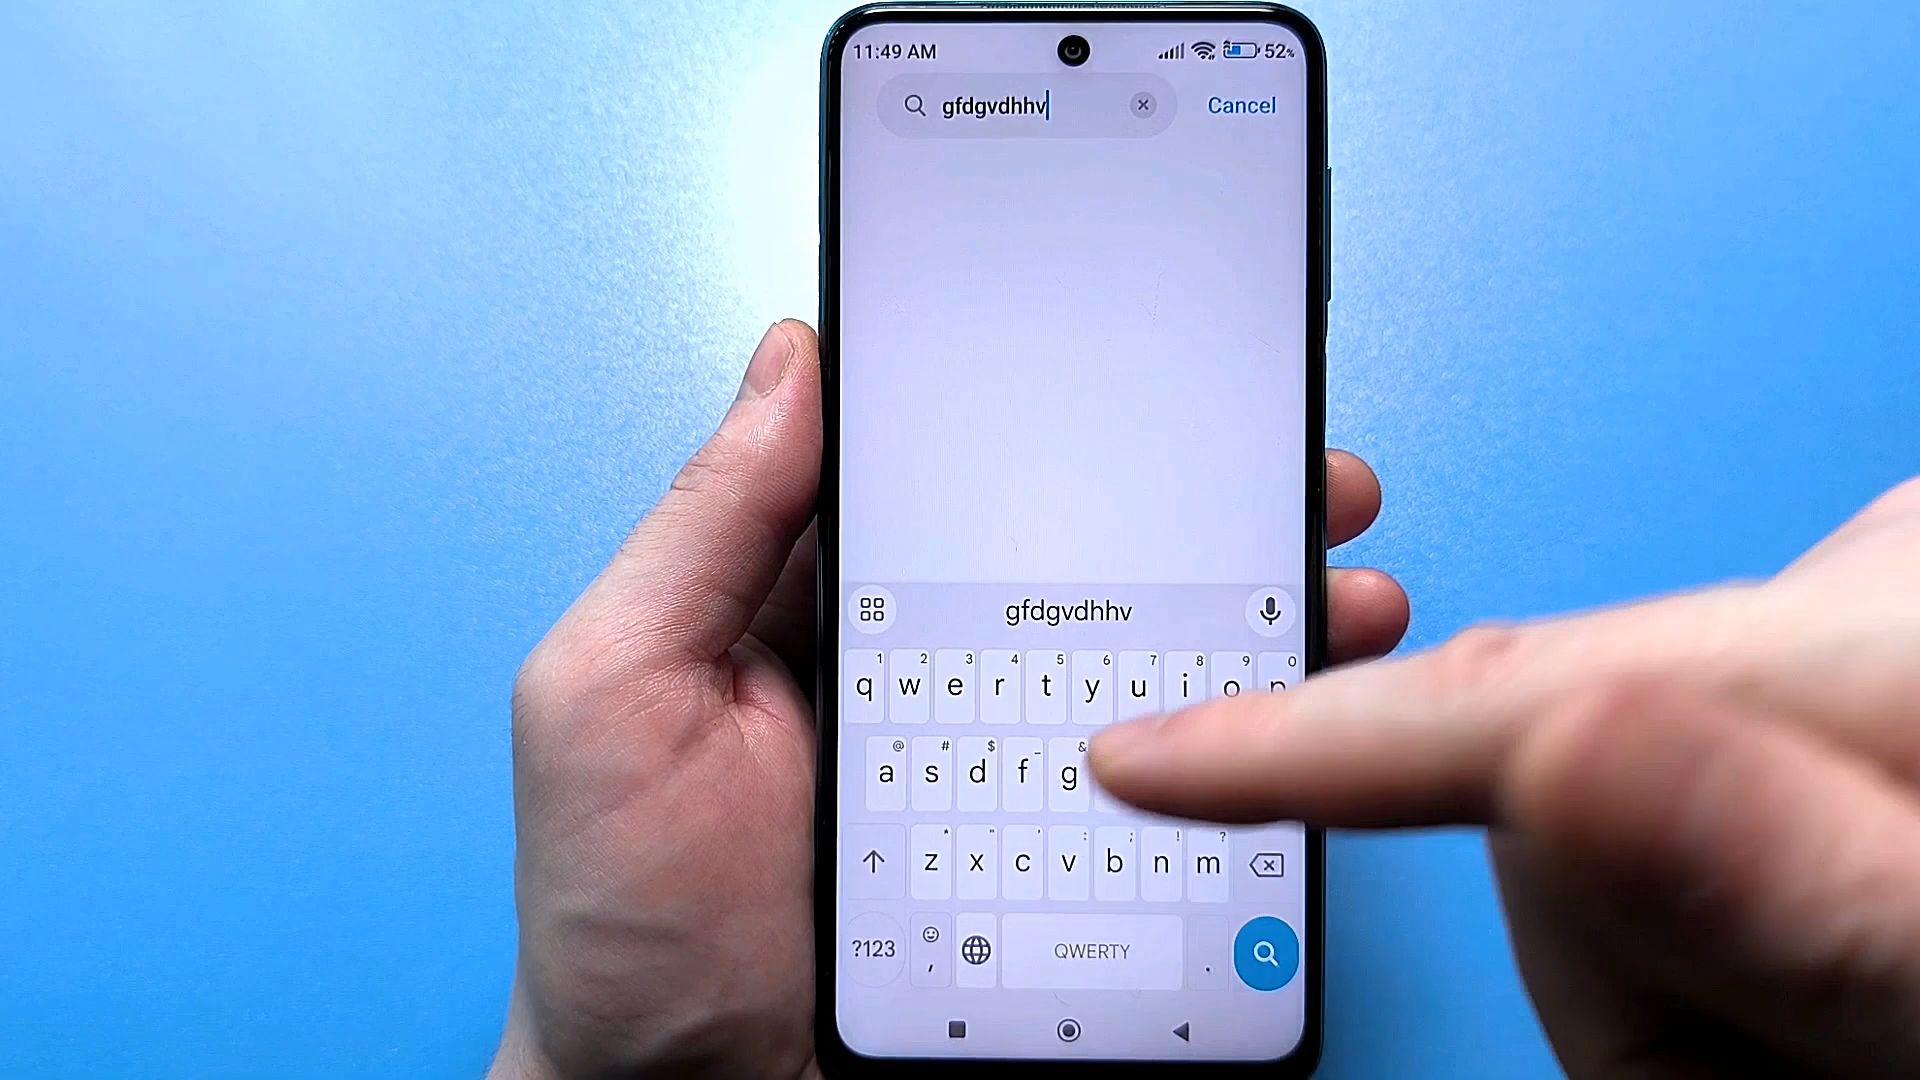 11:49 AM 52%
gfdgvdhhv Cancel
gfdgvdhhv
1 2 3 4 5 6 7 8 9 0
q w e r t y u i o p
@ # $ _ &
a s d f g
* " ' : ; ! ?
z x c v b n m
?123 , QWERTY .